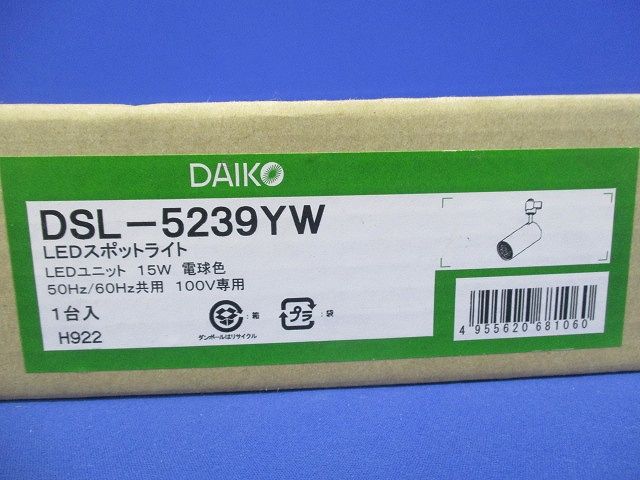 DAIKO
DSL-5239YW
LEDスポットライト
LEDユニット 15W 電球色
50Hz/60Hz共用 100V専用
1台入
:箱
プラ :袋
ダンボールはリサイクル
H922
4 955620 681060